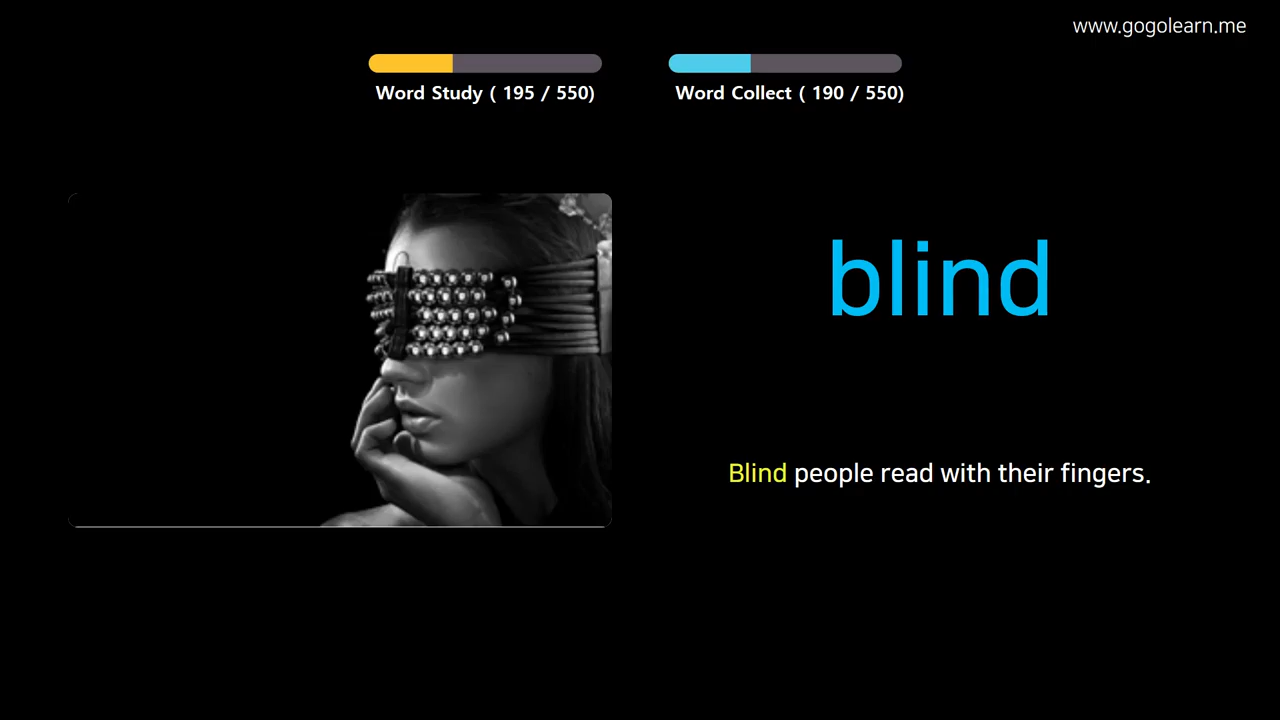 www.gogolearn.me
Word Study ( 195 / 550)
Word Collect ( 190 / 550)
blind
Blind people read with their fingers.